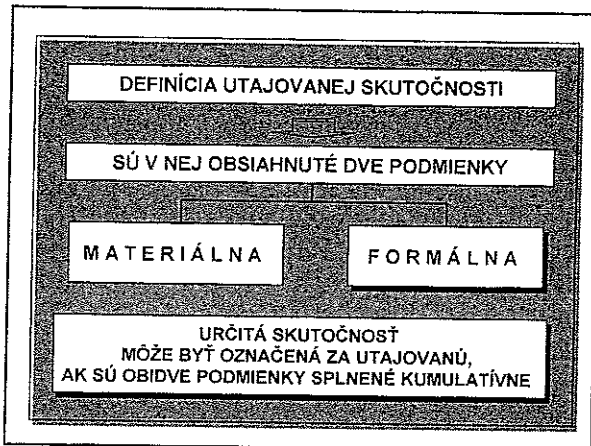 DEFINÍCIA UTAJOVANEJ SKUTOČNOSTI
SÚ V NEJ OBSIAHNUTÉ DVE PODMIENKY
MATERIÁLNA
FORMÁLNA
URČITÁ SKUTOČNOSŤ
MÔŽE BYŤ OZNAČENÁ ZA UTAJOVANÚ,
AK SÚ OBIDVE PODMIENKY SPLNENÉ KUMULATÍVNE